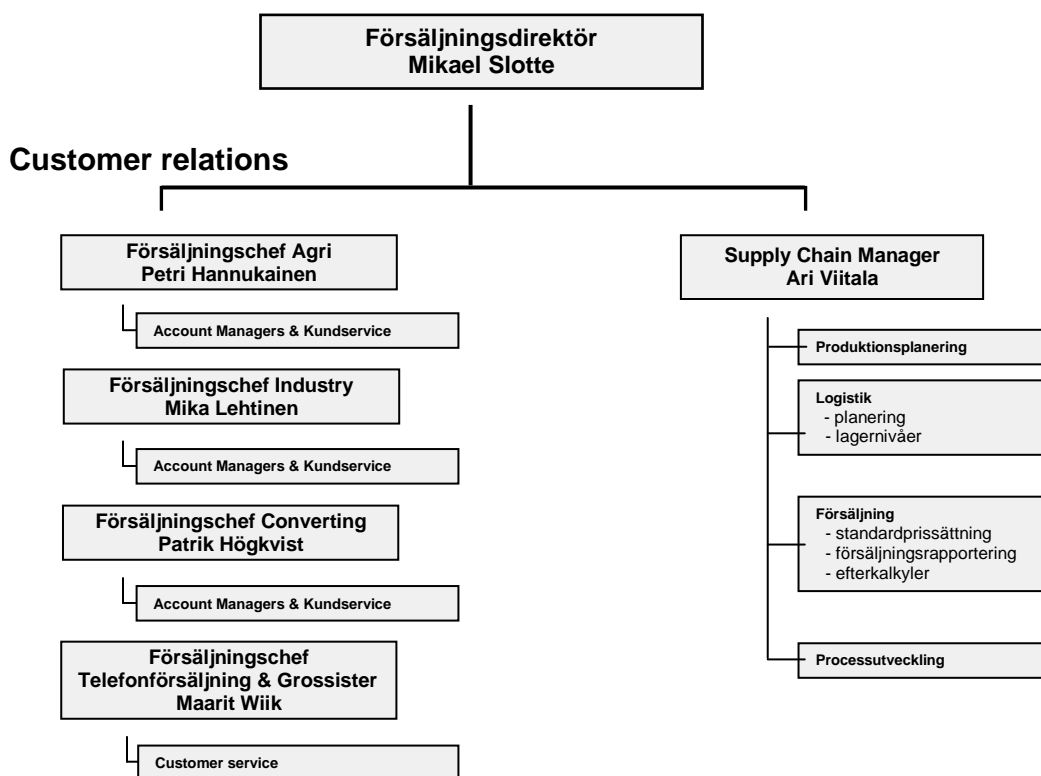 Försäljningsdirektör
Mikael Slotte
Customer relations
Försäljningschef Agri
Petri Hannukainen
Account Managers & Kundservice
Försäljningschef Industry
Mika Lehtinen
Account Managers & Kundservice
Försäljningschef Converting
Patrik Högkvist
Account Managers & Kundservice
Försäljningschef
Telefonförsäljning & Grossister
Maarit Wiik
Customer service
Supply Chain Manager
Ari Viitala
Produktionsplanering
Logistik
- planering
- lagernivåer
Försäljning
- standardprissättning
- försäljningsrapportering
- efterkalkyler
Processutveckling